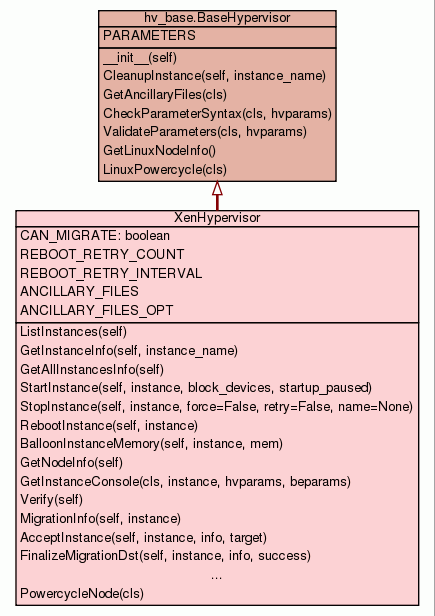 hv_base.BaseHypervisor
PARAMETERS
__init__(self)
CleanupInstance(self, instance_name)
GetAncillaryFiles(cls)
CheckParameterSyntax(cls, hvparams)
ValidateParameters(cls, hvparams)
GetLinuxNodeInfo()
LinuxPowercycle(cls)
XenHypervisor
CAN_MIGRATE: boolean
REBOOT_RETRY_COUNT
REBOOT_RETRY_INTERVAL
ANCILLARY_FILES
ANCILLARY_FILES_OPT
ListInstances(self)
GetInstanceInfo(self, instance_name)
GetAllInstancesInfo(self)
StartInstance(self, instance, block_devices, startup_paused)
StopInstance(self, instance, force=False, retry=False, name=None)
RebootInstance(self, instance)
BalloonInstanceMemory(self, instance, mem)
GetNodeInfo(self)
GetInstanceConsole(cls, instance, hvparams, beparams)
Verify(self)
MigrationInfo(self, instance)
AcceptInstance(self, instance, info, target)
FinalizeMigrationDst(self, instance, info, success)
...
PowercycleNode(cls)